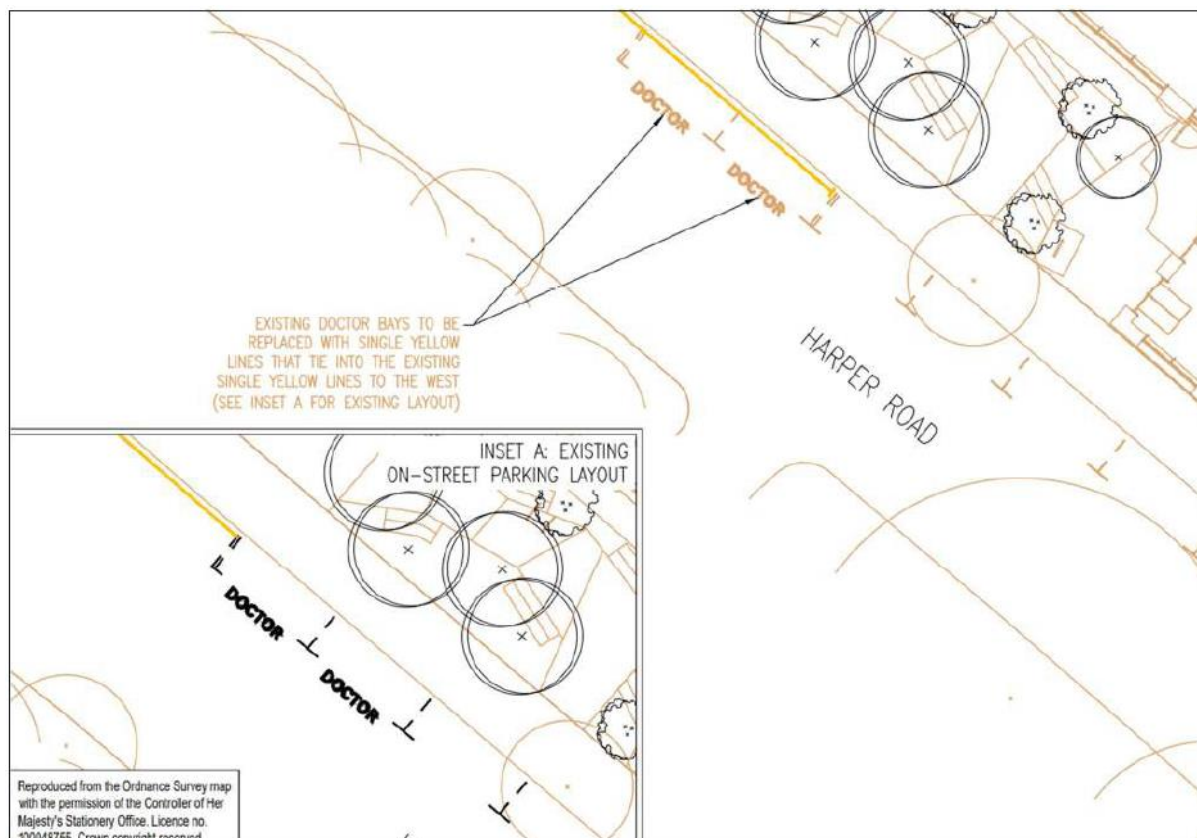 DOCTOR
DOCTOR
EXISTING DOCTOR BAYS TO BE
REPLACED WITH SINGLE YELLOW
LINES THAT TIE INTO THE EXISTING
SINGLE YELLOW LINES TO THE WEST
(SEE INSET A FOR EXISTING LAYOUT)
HARPER ROAD
INSET A: EXISTING
ON-STREET PARKING LAYOUT
DOCTOR
DOCTOR
Reproduced from the Ordnance Survey map
with the permission of the Controller of Her
Majesty's Stationery Office. Licence no.
Crown copyright reserved